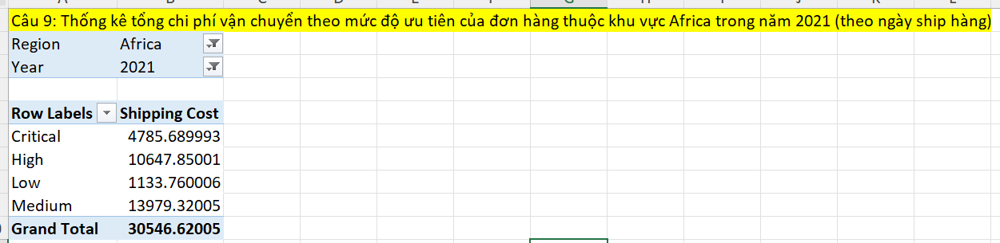 Câu 9: Thống kê tổng chi phí vận chuyển theo mức độ ưu tiên của đơn hàng thuộc khu vực Africa trong năm 2021 (theo ngày ship hàng)
Region Africa
Year 2021
Row Labels Shipping Cost
Critical 4785.689993
High 10647.85001
Low 1133.760006
Medium 13979.32005
Grand Total 30546.62005